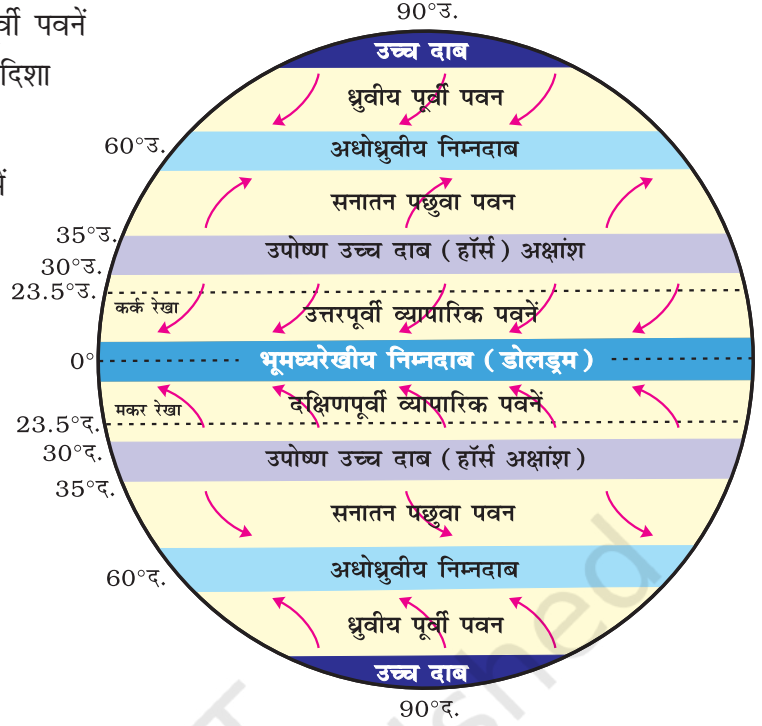 र्वी पवनें
दिशा
में
90°उ.
उच्च दाब
ध्रुवीय पूर्वी पवन
60°उ.
अधोध्रुवीय निम्नदाब
सनातन पछुवा पवन
35°उ.
उपोष्ण उच्च दाब (हॉर्स) अक्षांश
30°उ.
23.5°उ.
कर्क रेखा
उत्तरपूर्वी व्यापारिक पवनें
0°
भूमध्यरेखीय निम्नदाब (डोलड्रम)
मकर रेखा
दक्षिणपूर्वी व्यापारिक पवनें
23.5°द.
30°द.
उपोष्ण उच्च दाब (हॉर्स अक्षांश)
35°द.
सनातन पछुवा पवन
60°द.
अधोध्रुवीय निम्नदाब
ध्रुवीय पूर्वी पवन
उच्च दाब
90°द.